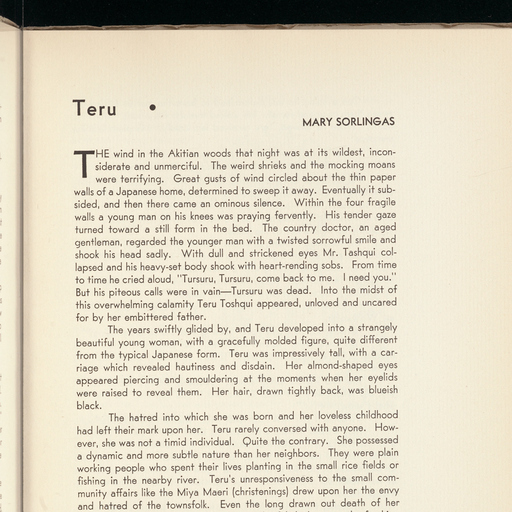 Teru •
MARY SORLINGAS
THE wind in the Akitian woods that night was at its wildest, incon-
siderate and unmerciful. The weird shrieks and the mocking moans
were terrifying. Great gusts of wind circled about the thin paper
walls of a Japanese home, determined to sweep it away. Eventually it sub-
sided, and then there came an ominous silence. Within the four fragile
walls a young man on his knees was praying fervently. His tender gaze
turned toward a still form in the bed. The country doctor, an aged
gentleman, regarded the younger man with a twisted sorrowful smile and
shook his head sadly. With dull and strickened eyes Mr. Tashqui col-
lapsed and his heavy-set body shook with heart-rending sobs. From time
to time he cried aloud, "Tursuru, Tursuru, come back to me. I need you."
But his piteous calls were in vain—Tursuru was dead. Into the midst of
this overwhelming calamity Teru Toshqui appeared, unloved and uncared
for by her embittered father.
The years swiftly glided by, and Teru developed into a strangely
beautiful young woman, with a gracefully molded figure, quite different
from the typical Japanese form. Teru was impressively tall, with a car-
riage which revealed hautiness and disdain. Her almond-shaped eyes
appeared piercing and smouldering at the moments when her eyelids
were raised to reveal them. Her hair, drawn tightly back, was blueish
black.
The hatred into which she was born and her loveless childhood
had left their mark upon her. Teru rarely conversed with anyone. How-
ever, she was not a timid individual. Quite the contrary. She possessed
a dynamic and more subtle nature than her neighbors. They were plain
working people who spent their lives planting in the small rice fields or
fishing in the nearby river. Teru's unresponsiveness to the small com-
munity affairs like the Miya Maeri (christenings) drew upon her the envy
and hatred of the townsfolk. Even the long drawn out death of her